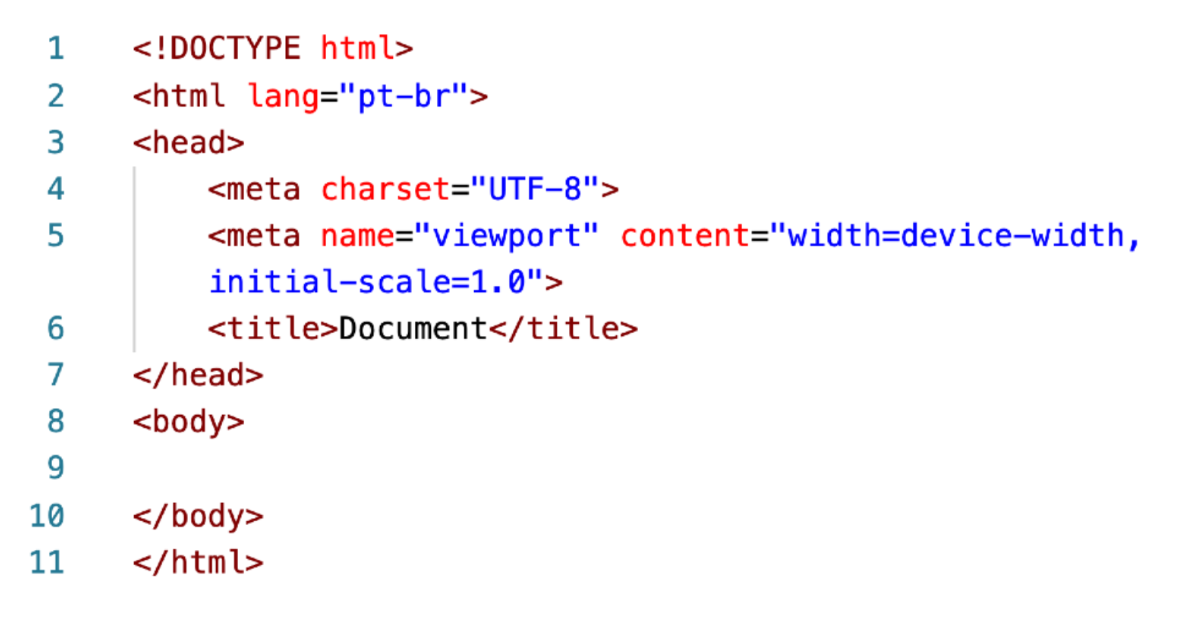 1 <!DOCTYPE html>
2 <html lang="pt-br">
3 <head>
4 <meta charset="UTF-8">
5 <meta name="viewport" content="width=device-width,
initial-scale=1.0">
6 <title>Document</title>
7 </head>
8 <body>
9
10 </body>
11 </html>